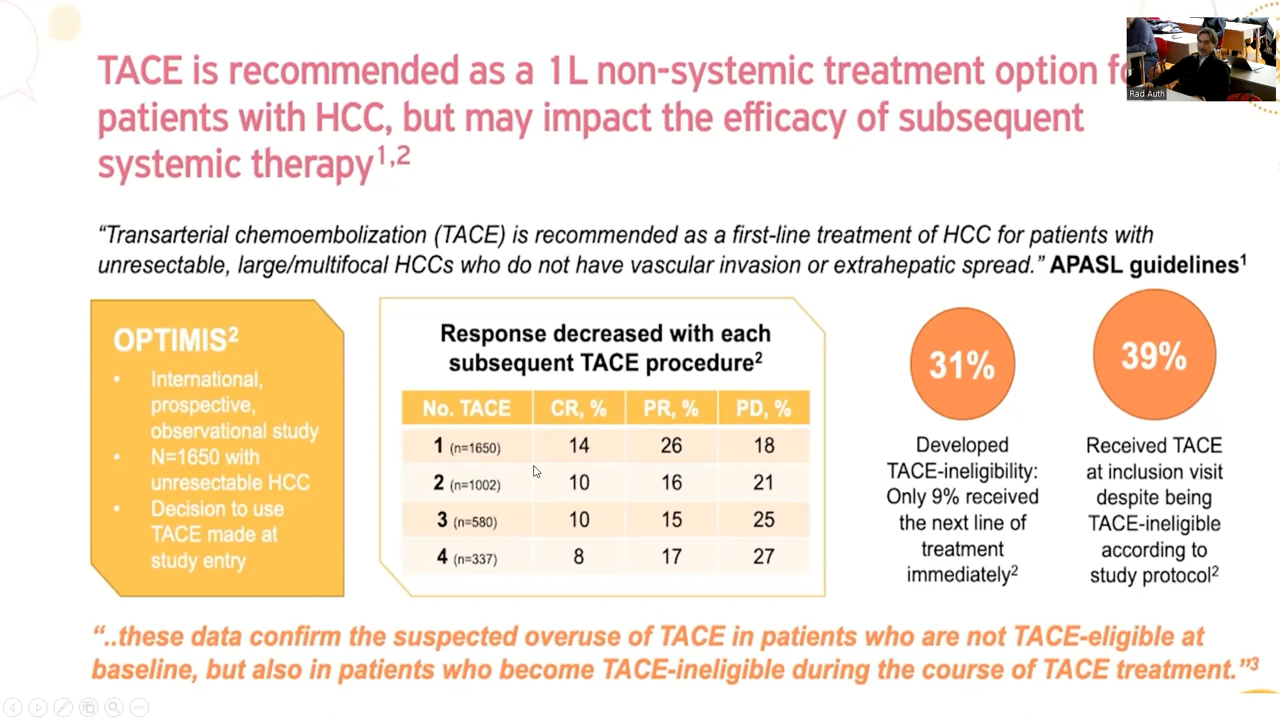 TACE is recommended as a 1L non-systemic treatment option
patients with HCC, but may impact the efficacy of subsequent
systemic therapy1,2
Rad Auth
“Transarterial chemoembolization (TACE) is recommended as a first-line treatment of HCC for patients with
unresectable, large/multifocal HCCs who do not have vascular invasion or extrahepatic spread.” APASL guidelines1
OPTIMIS2
• International,
prospective,
observational study
• N=1650 with
unresectable HCC
• Decision to use
TACE made at
study entry
Response decreased with each
subsequent TACE procedure2
No. TACE CR, % PR, % PD, %
1 (n=1650) 14 26 18
2 (n=1002) 10 16 21
3 (n=580) 10 15 25
4 (n=337) 8 17 27
31%
Developed
TACE-ineligibility:
Only 9% received
the next line of
treatment
immediately2
39%
Received TACE
at inclusion visit
despite being
TACE-ineligible
according to
study protocol2
“..these data confirm the suspected overuse of TACE in patients who are not TACE-eligible at
baseline, but also in patients who become TACE-ineligible during the course of TACE treatment.”3